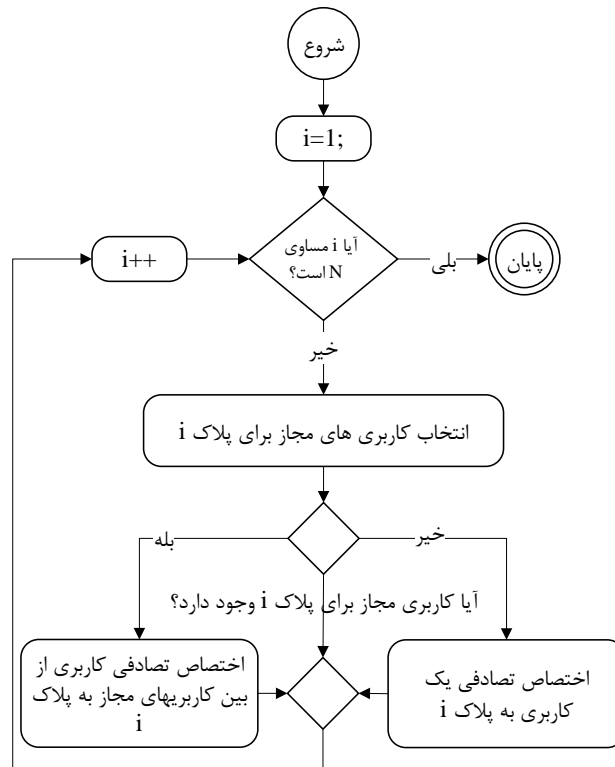 شروع
i=1;
آیا i مساوی
N است؟
i++
بلی
پایان
خیر
انتخاب کاربری های مجاز برای پلاک i
بله
خیر
آیا کاربری مجاز برای پلاک i وجود دارد؟
اختصاص تصادفی یک
کاربری به پلاک i
اختصاص تصادفی کاربری از
بین کاربریهای مجاز به پلاک
i